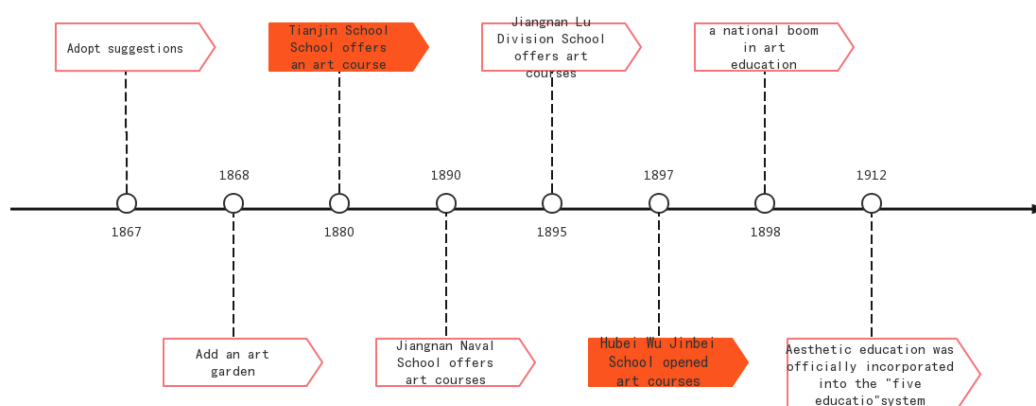 Adopt suggestions
Tianjin School
School offers
an art course
Jiangnan Lu
Division School
offers art
courses
a national boom
in art
education
1868
1890
1897
1912
1867
1880
1895
1898
Add an art
garden
Jiangnan Naval
School offers
art courses
Hubei Wu Jinbei
School opened
art courses
Aesthetic education was
officially incorporated
into the "five
educatio"system